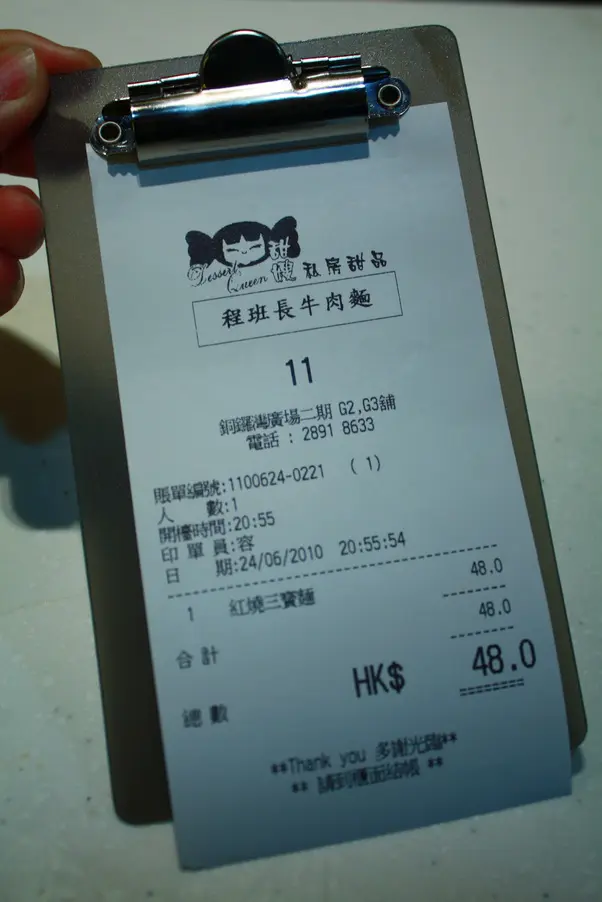 Dessert Queen 甜嫂 私房甜品
程班長牛肉麵
11
銅鑼灣廣場二期 G2,G3舖
電話 : 2891 8633
賬單編號:1100624-0221 ( 1)
人 數:1
開檯時間:20:55
印 單 員:容
日 期:24/06/2010 20:55:54
1 紅燒三寶麵 48.0
合 計 48.0
總 數 HK$ 48.0
**Thank you 多謝光臨**
** 請到櫃面結帳 **